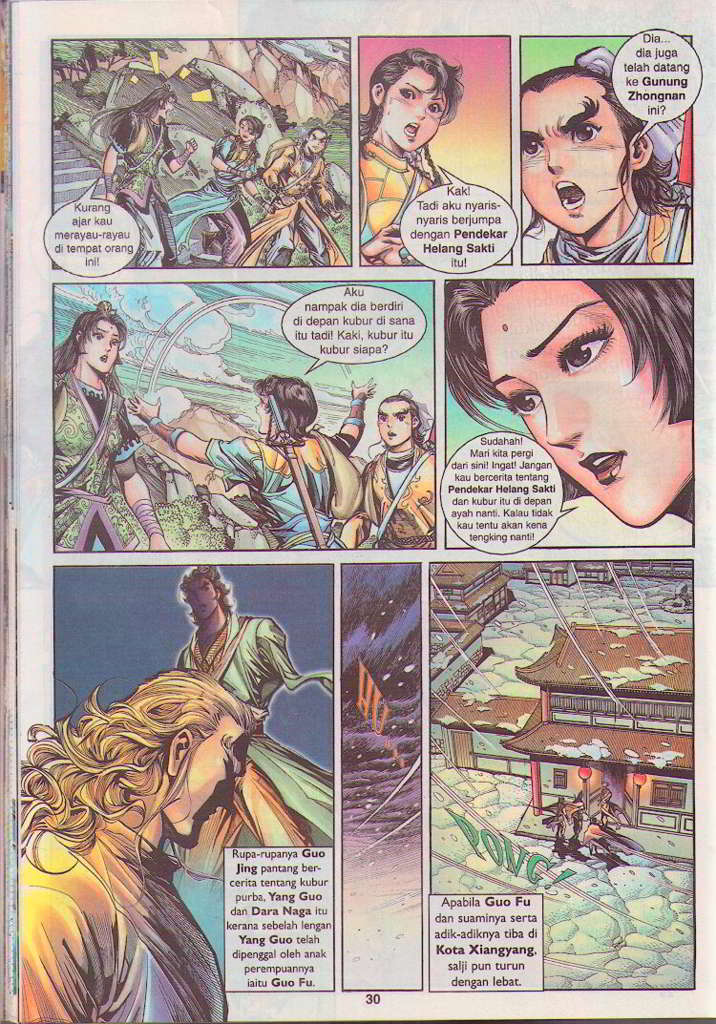 Kurang
ajar kau
merayau-rayau
di tempat orang
ini!
Kak!
Tadi aku nyaris-
nyaris berjumpa
dengan Pendekar
Helang Sakti
itu!
Dia...
dia juga
telah datang
ke Gunung
Zhongnan
ini?
Aku
nampak dia berdiri
di depan kubur di sana
itu tadi! Kaki, kubur itu
kubur siapa?
Sudahah!
Mari kita pergi
dari sini! Ingat! Jangan
kau bercerita tentang
Pendekar Helang Sakti
dan kubur itu di depan
ayah nanti. Kalau tidak
kau tentu akan kena
tengking nanti!
Rupa-rupanya Guo
Jing pantang ber-
cerita tentang kubur
purba, Yang Guo
dan Dara Naga itu
kerana sebelah lengan
Yang Guo telah
dipenggal oleh anak
perempuannya
iaitu Guo Fu.
DONG!
Apabila Guo Fu
dan suaminya serta
adik-adiknya tiba di
Kota Xiangyang,
salji pun turun
dengan lebat.
30